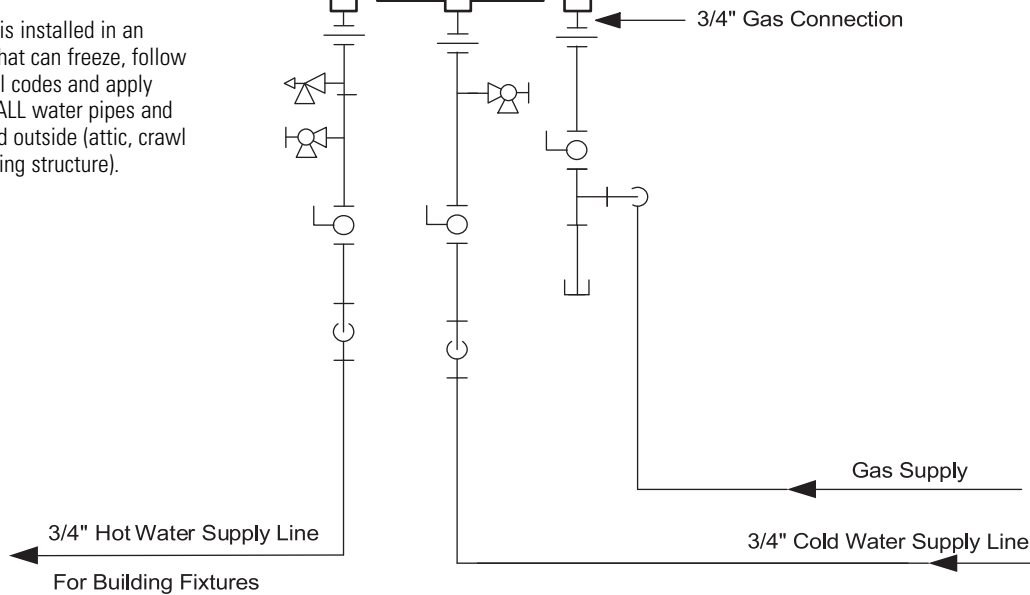 is installed in an
hat can freeze, follow
l codes and apply
ALL water pipes and
d outside (attic, crawl
ing structure).
3/4" Gas Connection
Gas Supply
3/4" Hot Water Supply Line
For Building Fixtures
3/4" Cold Water Supply Line